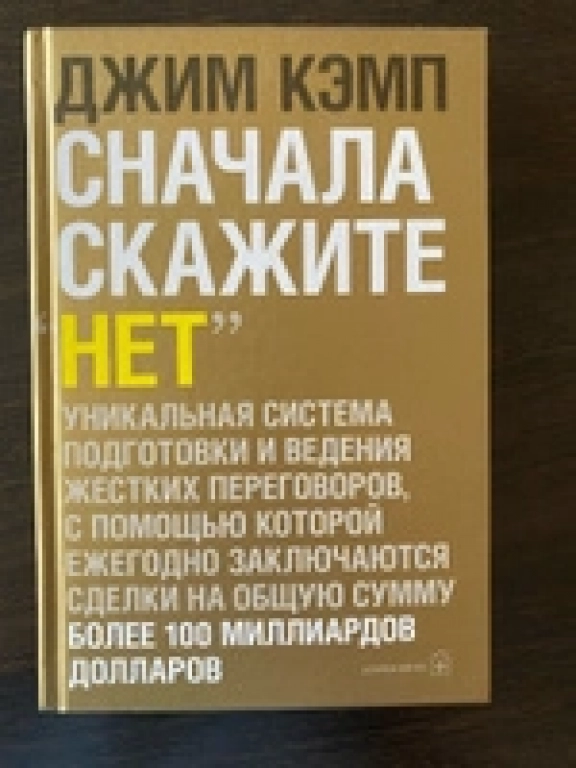 ДЖИМ КЭМП
СНАЧАЛА
СКАЖИТЕ
“НЕТ”
УНИКАЛЬНАЯ СИСТЕМА
ПОДГОТОВКИ И ВЕДЕНИЯ
ЖЕСТКИХ ПЕРЕГОВОРОВ,
С ПОМОЩЬЮ КОТОРОЙ
ЕЖЕГОДНО ЗАКЛЮЧАЮТСЯ
СДЕЛКИ НА ОБЩУЮ СУММУ
БОЛЕЕ 100 МИЛЛИАРДОВ
ДОЛЛАРОВ